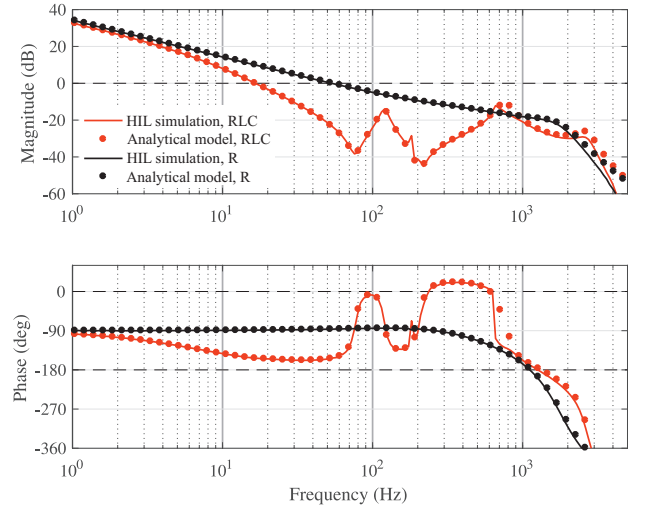 40
20
0
-20
-40
-60
Magnitude (dB)
HIL simulation, RLC
Analytical model, RLC
HIL simulation, R
Analytical model, R
10^0 10^1 10^2 10^3
0
-90
-180
-270
-360
Phase (deg)
10^0 10^1 10^2 10^3
Frequency (Hz)